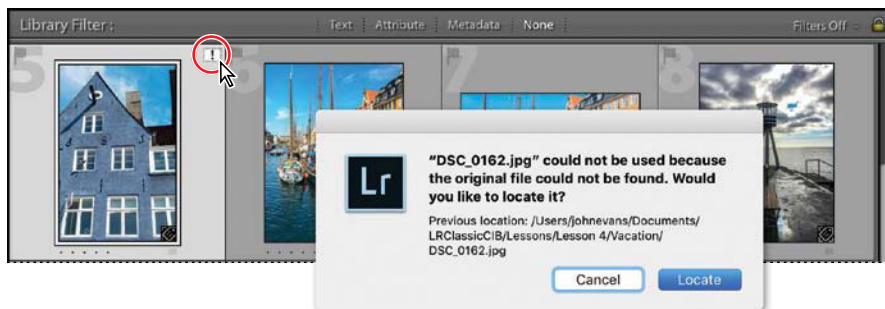 Library Filter :
Text Attribute Metadata None
Filters Off
5
6
7
8
!
Lr
"DSC_0162.jpg" could not be used because
the original file could not be found. Would
you like to locate it?
Previous location: /Users/johnevans/Documents/
LRClassicCIB/Lessons/Lesson 4/Vacation/
DSC_0162.jpg
Cancel
Locate